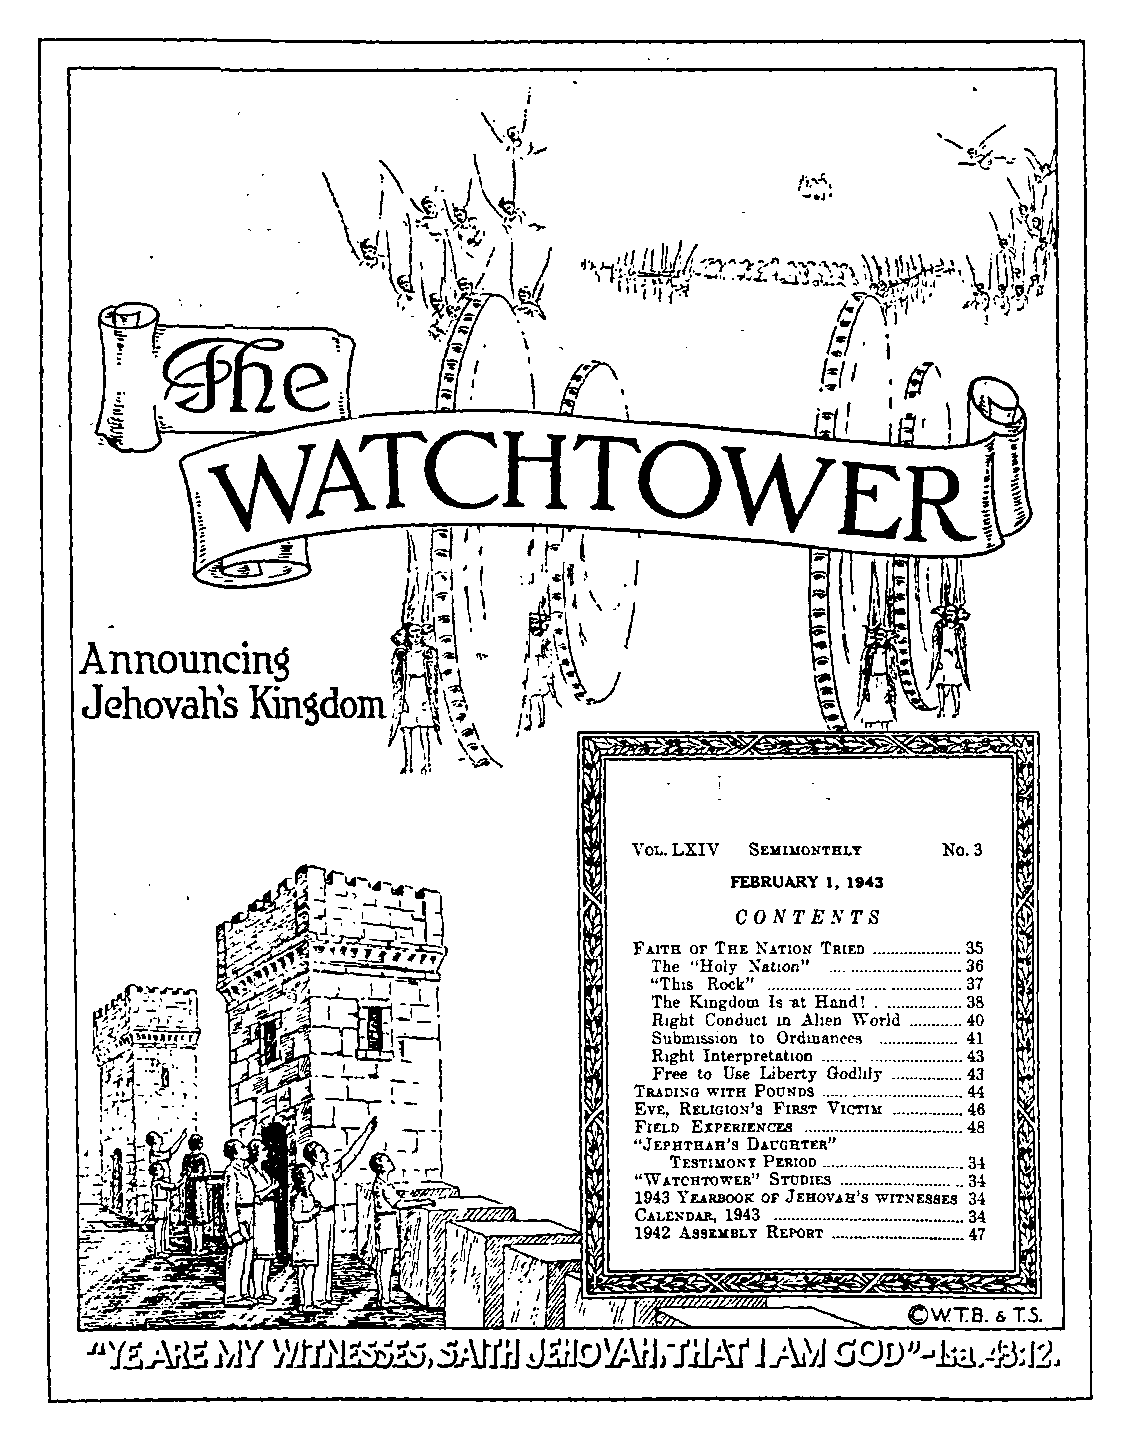 The
WATCHTOWER
Announcing
Jehovah's Kingdom
VOL. LXIV SEMIMONTHLY No. 3
FEBRUARY 1, 1943
CONTENTS
FAITH OF THE NATION TRIED .................... 35
The "Holy Nation" .... ......................... 36
"This Rock" ..................... ....... ................. 37
The Kingdom Is at Hand! . ................. 38
Right Conduct in Alien World ............ 40
Submission to Ordinances .................. 41
Right Interpretation ....... ..................... 43
Free to Use Liberty Godlily ................ 43
TRADING WITH POUNDS ...... ......................... 44
EVE, RELIGION'S FIRST VICTIM ................ 46
FIELD EXPERIENCES .................................... 48
"JEPHTHAH'S DAUGHTER"
TESTIMONY PERIOD ................................ 34
"WATCHTOWER" STUDIES ............................ .. 34
1943 YEARBOOK OF JEHOVAH'S WITNESSES 34
CALENDAR, 1943 ........................................... 34
1942 ASSEMBLY REPORT .............................. 47
©W.T.B. & T.S.
"YE ARE MY WITNESSES, SAITH JEHOVAH, THAT I AM GOD"-Isa. 43:12.